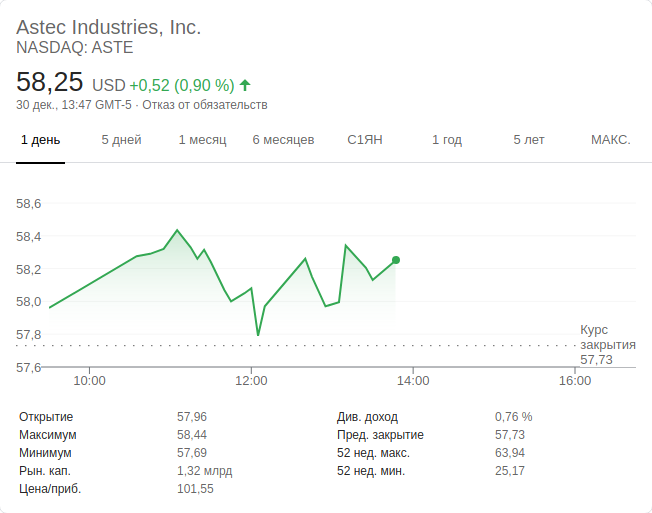 Astec Industries, Inc.
NASDAQ: ASTE
58,25 USD +0,52 (0,90 %)
30 дек., 13:47 GMT-5 · Отказ от обязательств
1 день 5 дней 1 месяц 6 месяцев С1ЯН 1 год 5 лет МАКС.
58,6
58,4
58,2
58,0
57,8
57,6
Курс
закрытия
57,73
10:00 12:00 14:00 16:00
Открытие 57,96
Максимум 58,44
Минимум 57,69
Рын. кап. 1,32 млрд
Цена/приб. 101,55
Див. доход 0,76 %
Пред. закрытие 57,73
52 нед. макс. 63,94
52 нед. мин. 25,17